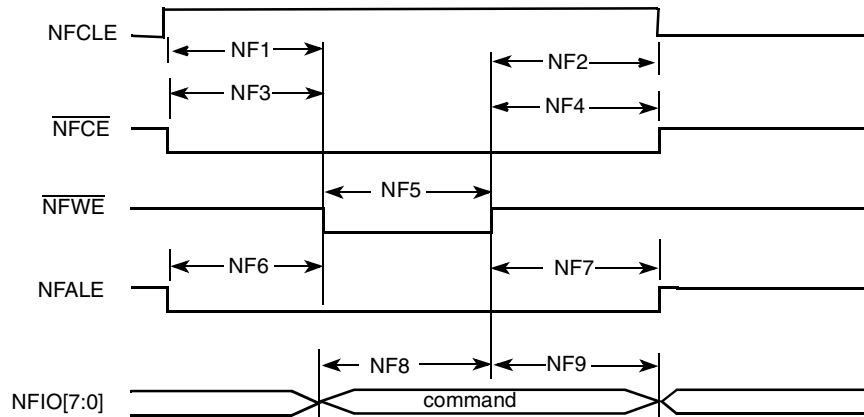 NFCLE
NF1
NF2
NF3
NF4
NFCE
NF5
NFWE
NF6
NF7
NFALE
NF8
NF9
NFIO[7:0]
command